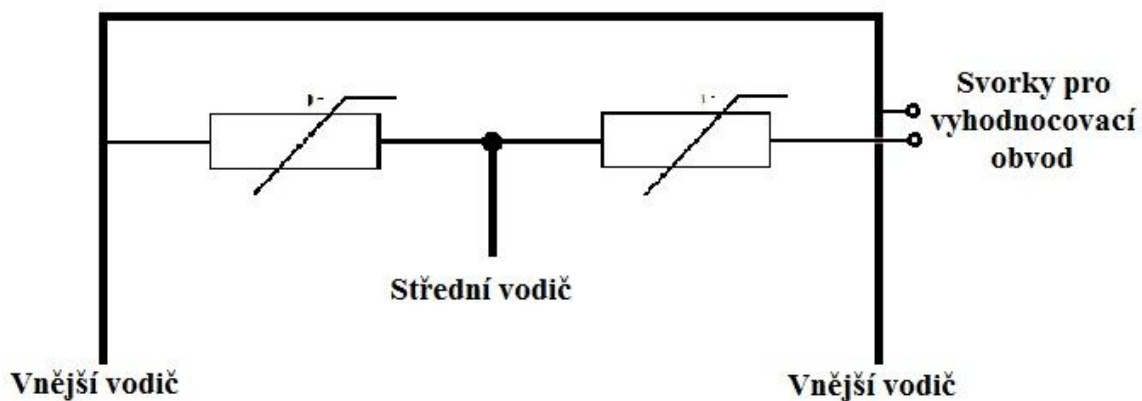 Svorky pro
vyhodnocovací
obvod
Střední vodič
Vnější vodič
Vnější vodič